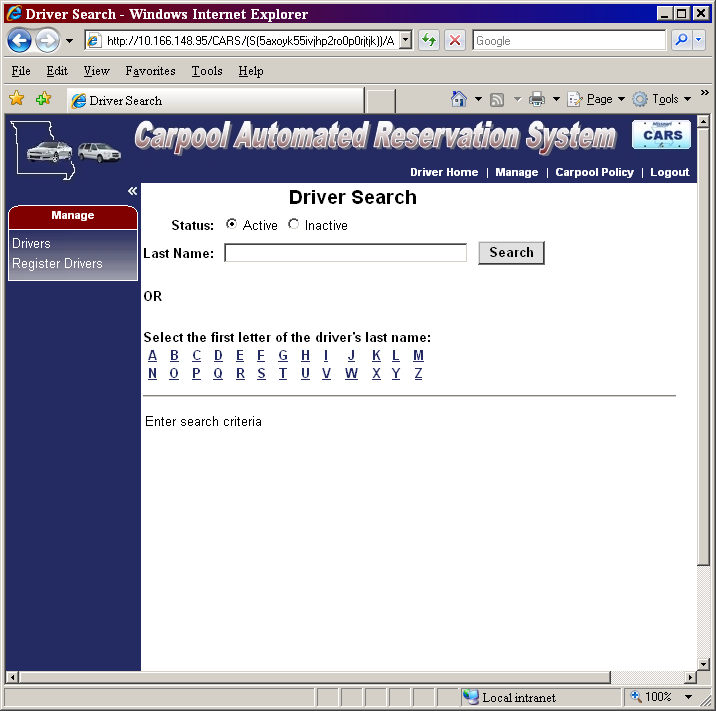 Driver Search - Windows Internet Explorer
http://10.166.148.95/CARS/(S(5axoyk55ivjhp2ro0p0rjtjk))/A
Google
File Edit View Favorites Tools Help
Driver Search
Page Tools »
Carpool Automated Reservation System
Missouri
CARS
Driver Home | Manage | Carpool Policy | Logout
«
Manage
Drivers
Register Drivers
Driver Search
Status: Active Inactive
Last Name: Search
OR
Select the first letter of the driver's last name:
A B C D E F G H I J K L M
N O P Q R S T U V W X Y Z
Enter search criteria
Local intranet 100%